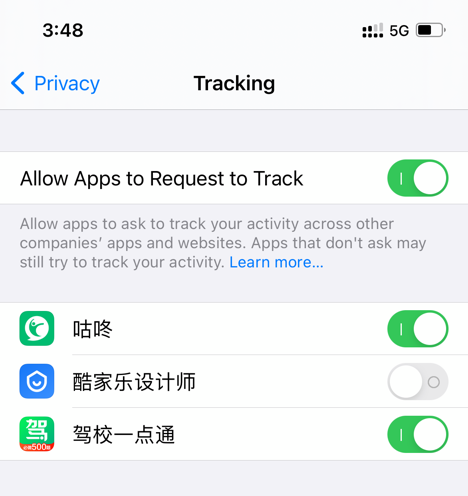 3:48
5G
Privacy
Tracking
Allow Apps to Request to Track
Allow apps to ask to track your activity across other
companies’ apps and websites. Apps that don't ask may
still try to track your activity. Learn more...
咕咚
酷家乐设计师
驾校一点通
驾